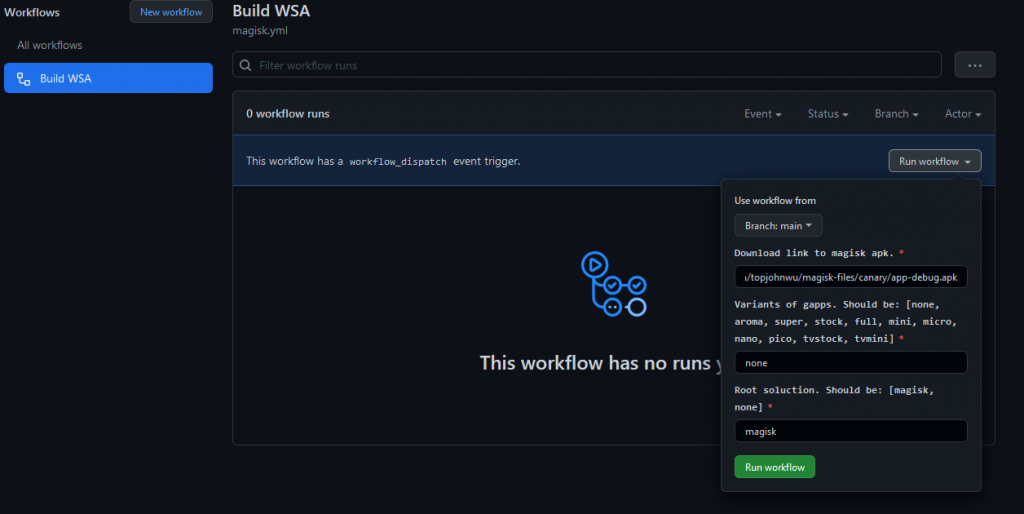 Workflows
New workflow
All workflows
Build WSA
Build WSA
magisk.yml
Filter workflow runs
...
0 workflow runs
Event
Status
Branch
Actor
This workflow has a workflow_dispatch event trigger.
Run workflow
This workflow has no runs y
Use workflow from
Branch: main
Download link to magisk apk. *
/topjohnwu/magisk-files/canary/app-debug.apk
Variants of gapps. Should be: [none,
aroma, super, stock, full, mini, micro,
nano, pico, tvstock, tvmini] *
none
Root soluction. Should be: [magisk,
none] *
magisk
Run workflow